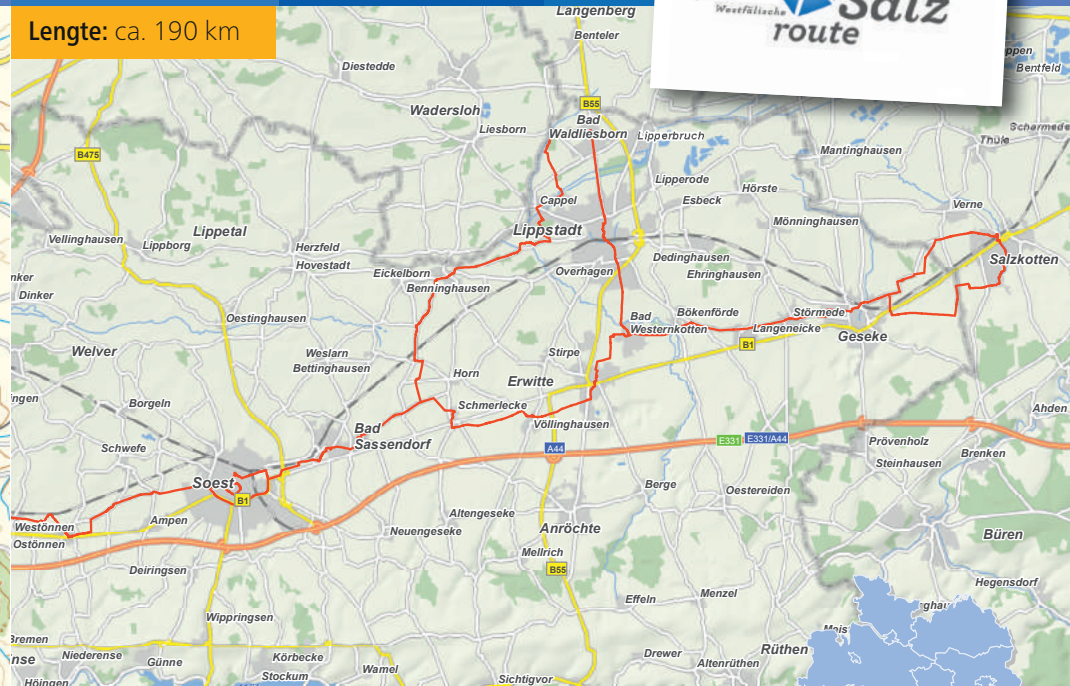 Lengte: ca. 190 km
Westfälische
Salz
route
Langenberg
Benteler
Diestedde
Bentfeld
Wadersloh
B55
Bad
Waldliesborn
Liesborn
Lipperbruch
Scharmede
Thüle
B475
Mantinghausen
Lipperode
Hörste
Cappel
Esbeck
Verne
Mönninghausen
Vellinghausen
Lippborg
Lippetal
Herzfeld
Hovestadt
Lippstadt
Dedinghausen
Salzkotten
Eickelborn
Benninghausen
Overhagen
Ehringhausen
Dinker
Oestinghausen
Bad
Westernkotten
Bökenförde
Störmede
Langeneicke
Geseke
B1
Welver
Weslarn
Bettinghausen
Stirpe
Horn
Erwitte
Borgeln
Schmerlecke
Völlinghausen
Ahden
Bad
Sassendorf
Schwefe
A44
E331
E331/A44
Prövenholz
Steinhausen
Brenken
Soest
B1
Berge
Oestereiden
Westönnen
Ostönnen
Ampen
Altengeseke
Neuengeseke
Anröchte
Büren
Mellrich
B55
Deiringsen
Hegensdorf
Effeln
Menzel
Wippringsen
Bremen
Niederense
Günne
Körbecke
Stockum
Wamel
Drewer
Altenrüthen
Rüthen
Sichtigvor
Höingen